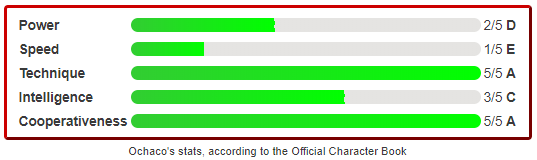 Power 2/5 D
Speed 1/5 E
Technique 5/5 A
Intelligence 3/5 C
Cooperativeness 5/5 A
Ochaco's stats, according to the Official Character Book